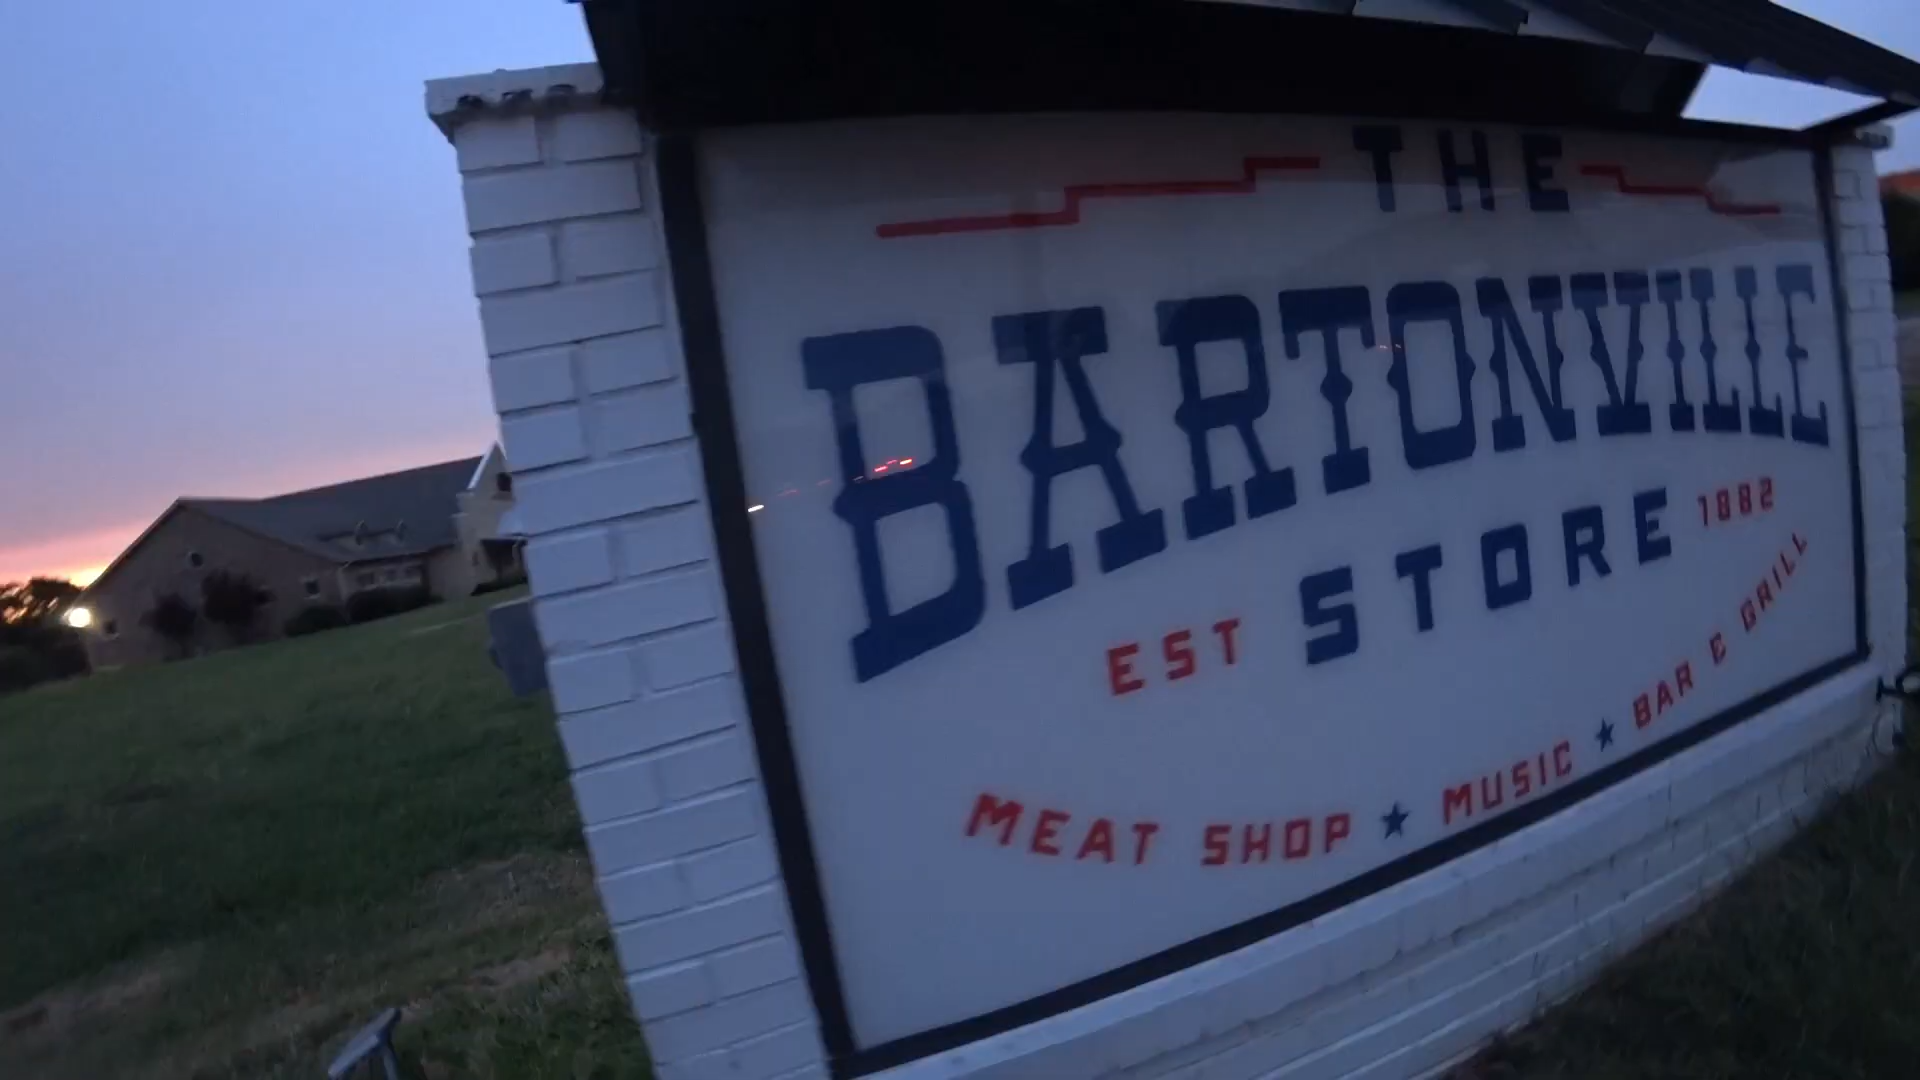 THE
BARTONVILLE
EST STORE 1882
MEAT SHOP ★ MUSIC ★ BAR & GRILL